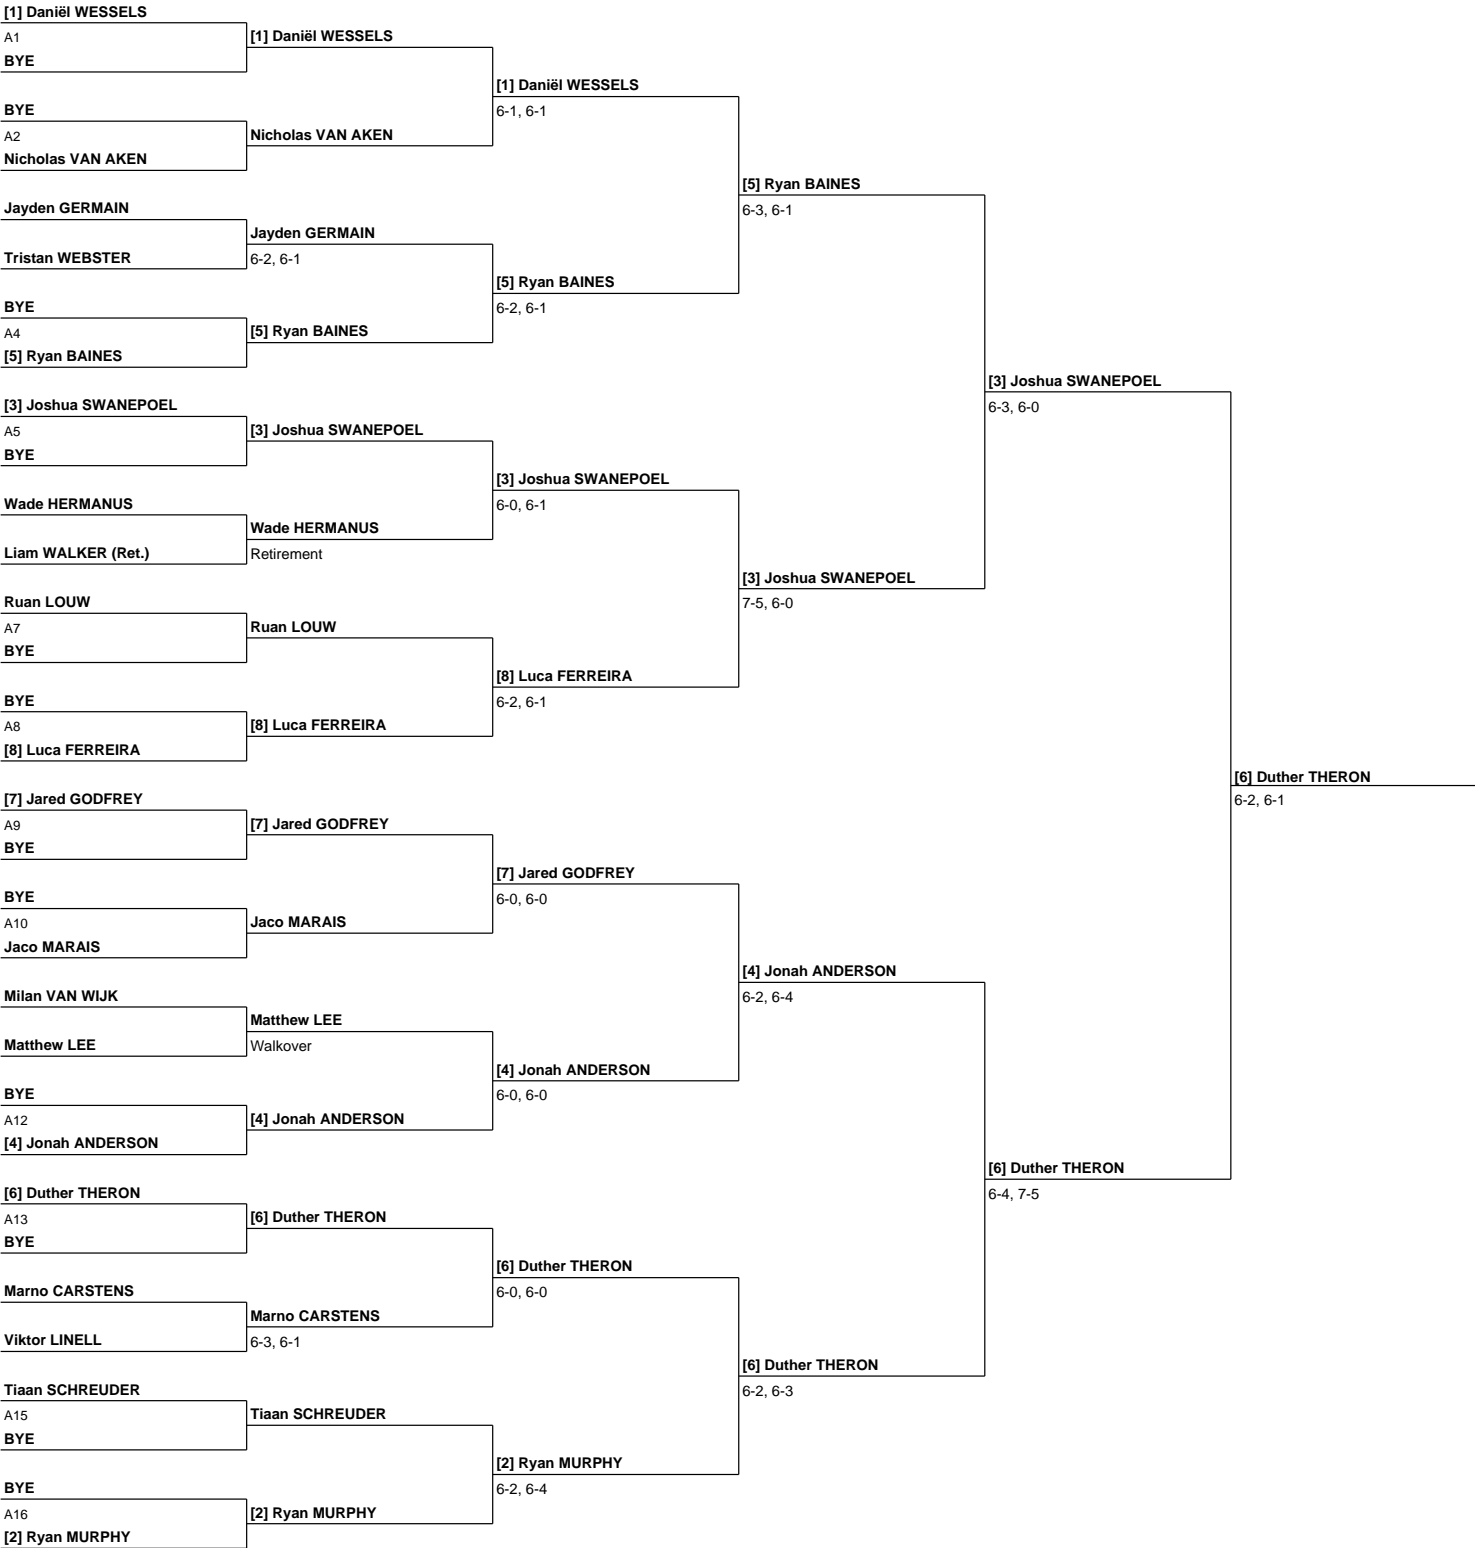 [1] Daniël WESSELS
A1
BYE
BYE
A2
Nicholas VAN AKEN
Jayden GERMAIN
Tristan WEBSTER
BYE
A4
[5] Ryan BAINES
[3] Joshua SWANEPOEL
A5
BYE
Wade HERMANUS
Liam WALKER (Ret.)
Ruan LOUW
A7
BYE
BYE
A8
[8] Luca FERREIRA
[7] Jared GODFREY
A9
BYE
BYE
A10
Jaco MARAIS
Milan VAN WIJK
Matthew LEE
BYE
A12
[4] Jonah ANDERSON
[6] Duther THERON
A13
BYE
Marno CARSTENS
Viktor LINELL
Tiaan SCHREUDER
A15
BYE
BYE
A16
[2] Ryan MURPHY
[1] Daniël WESSELS
Nicholas VAN AKEN
Jayden GERMAIN
6-2, 6-1
[5] Ryan BAINES
[3] Joshua SWANEPOEL
Wade HERMANUS
Retirement
Ruan LOUW
[8] Luca FERREIRA
[7] Jared GODFREY
Jaco MARAIS
Matthew LEE
Walkover
[4] Jonah ANDERSON
[6] Duther THERON
Marno CARSTENS
6-3, 6-1
Tiaan SCHREUDER
[2] Ryan MURPHY
[1] Daniël WESSELS
6-1, 6-1
[5] Ryan BAINES
6-2, 6-1
[3] Joshua SWANEPOEL
6-0, 6-1
[8] Luca FERREIRA
6-2, 6-1
[7] Jared GODFREY
6-0, 6-0
[4] Jonah ANDERSON
6-0, 6-0
[6] Duther THERON
6-0, 6-0
[2] Ryan MURPHY
6-2, 6-4
[5] Ryan BAINES
6-3, 6-1
[3] Joshua SWANEPOEL
7-5, 6-0
[4] Jonah ANDERSON
6-2, 6-4
[6] Duther THERON
6-2, 6-3
[3] Joshua SWANEPOEL
6-3, 6-0
[6] Duther THERON
6-4, 7-5
[6] Duther THERON
6-2, 6-1